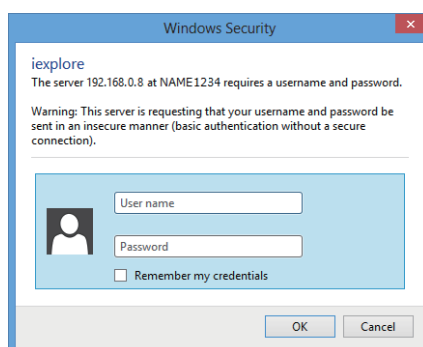 Windows Security
iexplore
The server 192.168.0.8 at NAME1234 requires a username and password.
Warning: This server is requesting that your username and password be
sent in an insecure manner (basic authentication without a secure
connection).
User name
Password
Remember my credentials
OK Cancel